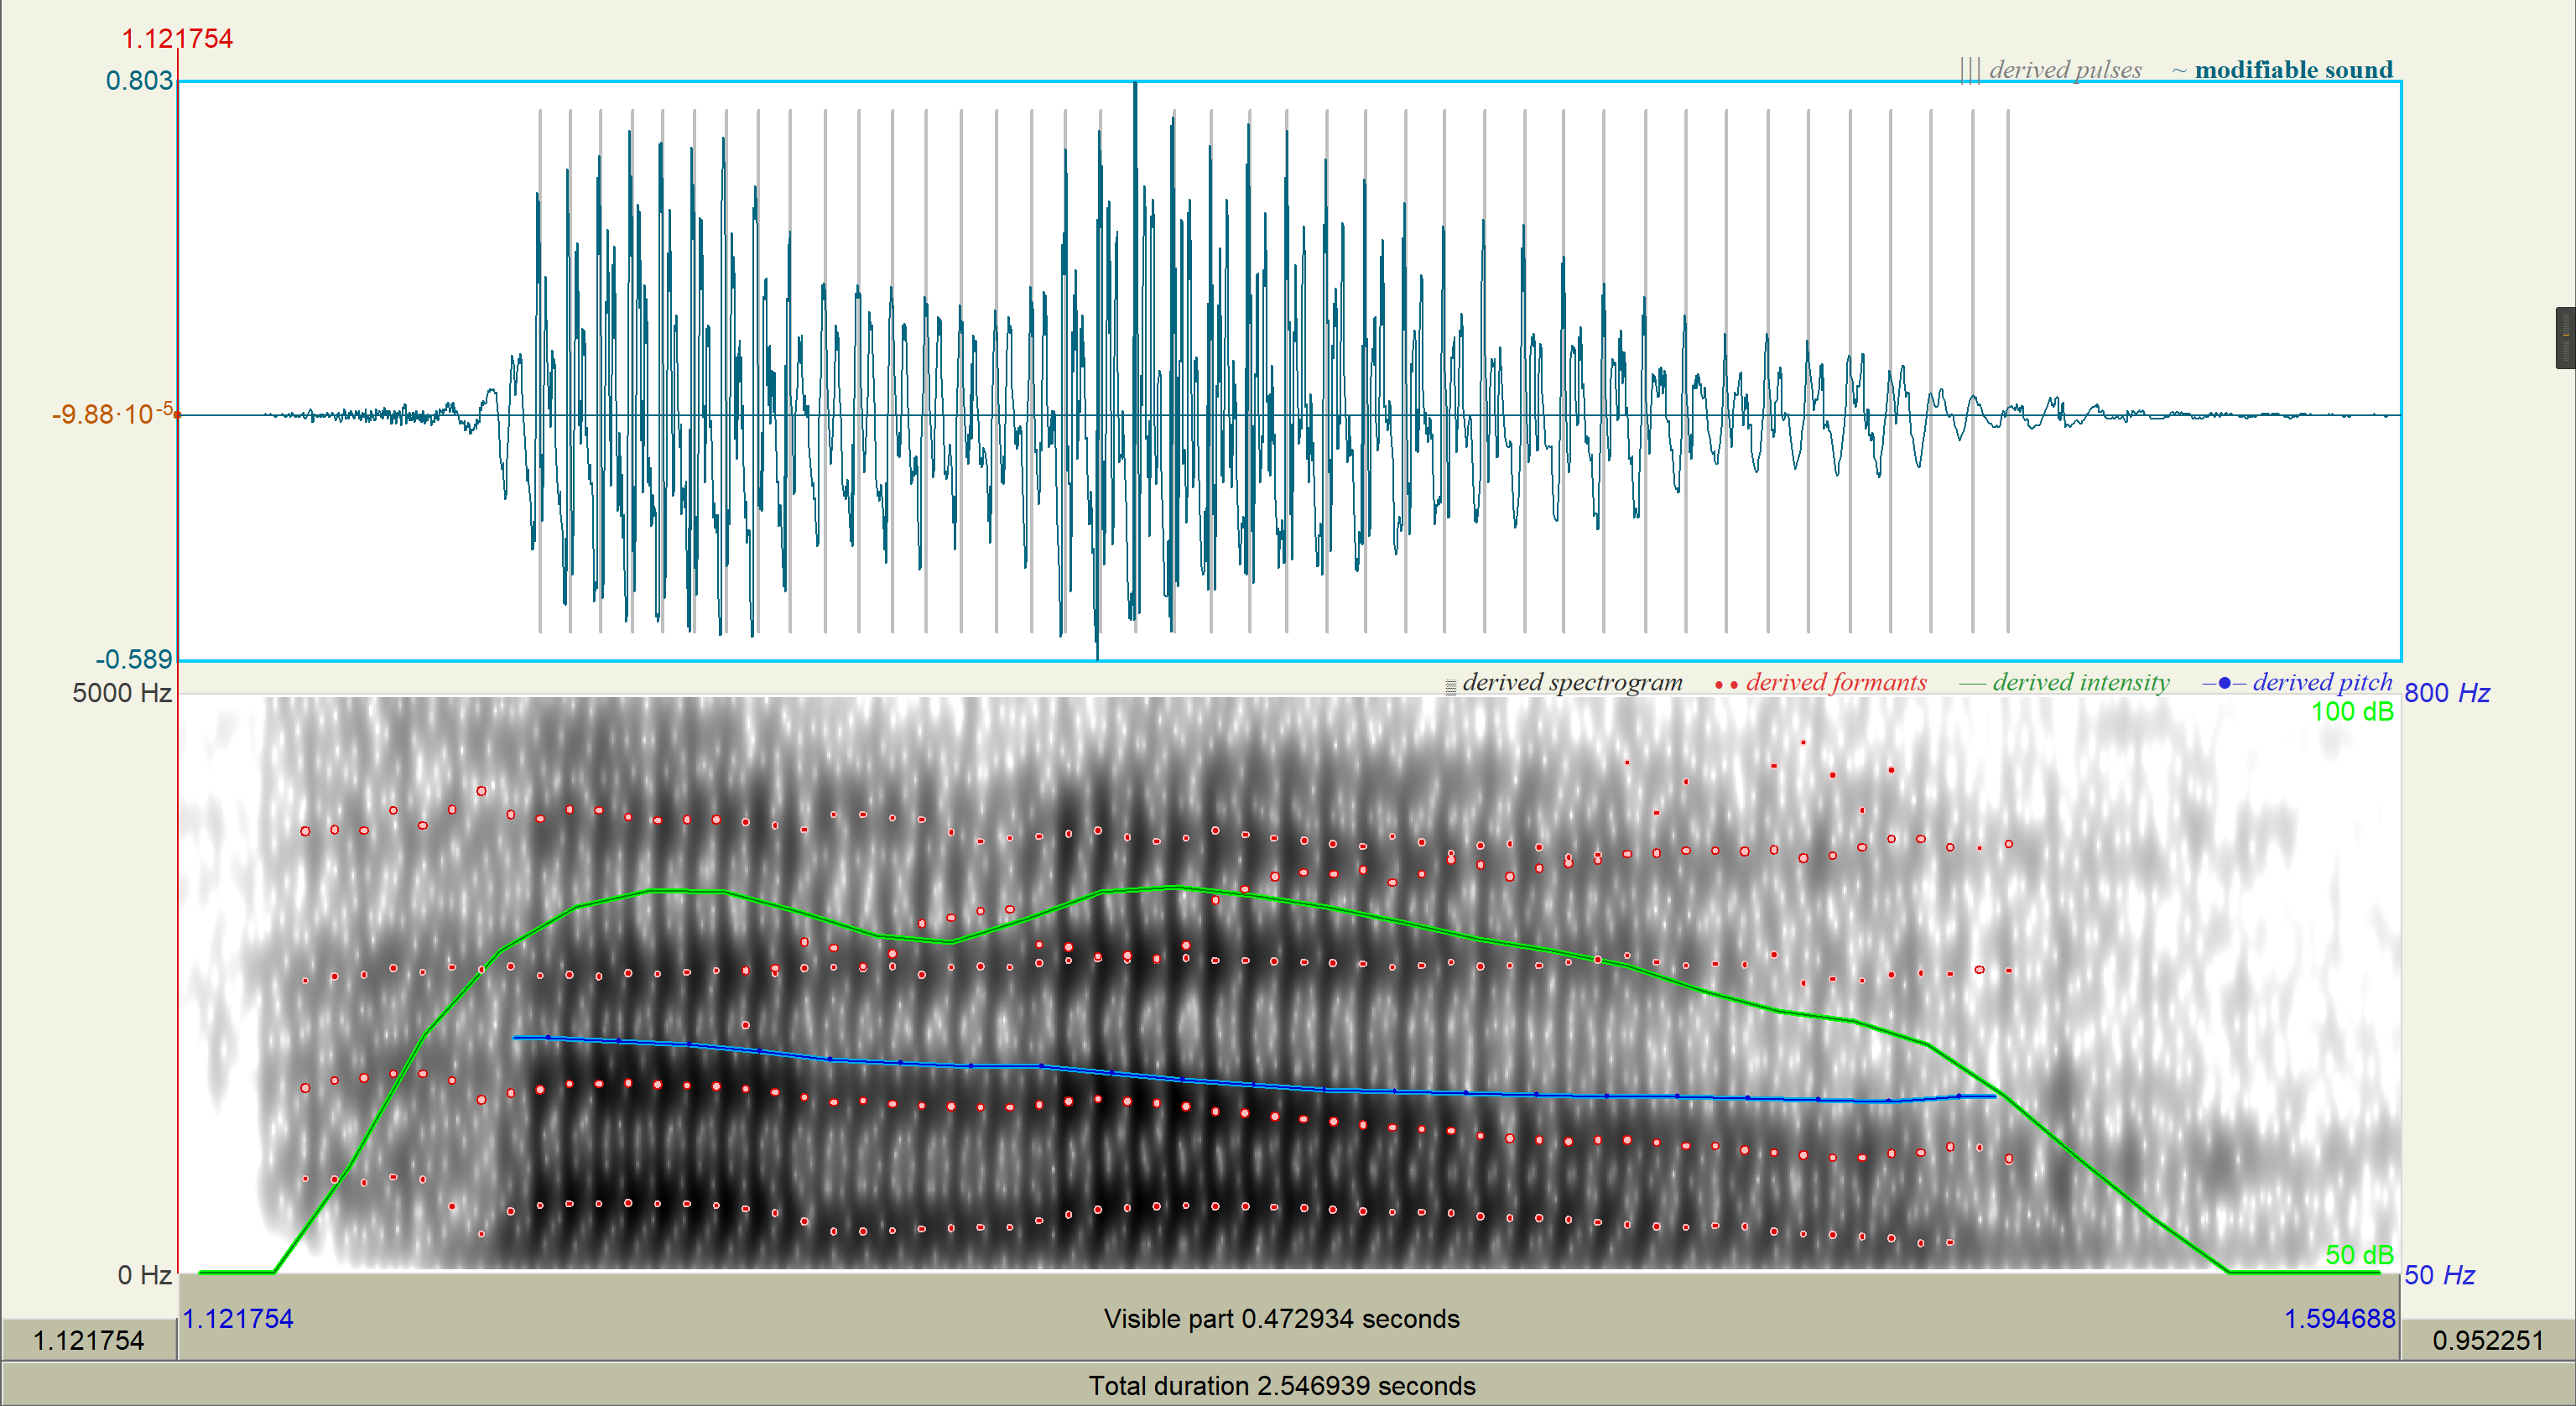 1.121754
0.803
||| derived pulses ~ modifiable sound
-9.88·10⁻⁵
-0.589
5000 Hz
derived spectrogram derived formants derived intensity derived pitch
800 Hz
100 dB
50 dB
0 Hz
50 Hz
1.121754 Visible part 0.472934 seconds 1.594688
1.121754
0.952251
Total duration 2.546939 seconds